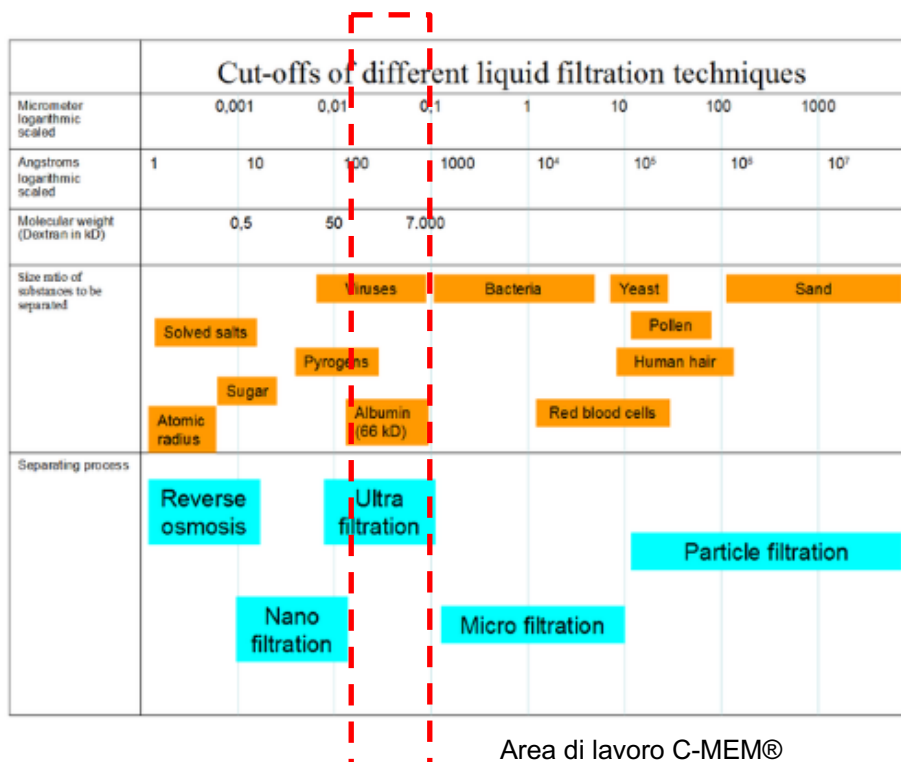 Cut-offs of different liquid filtration techniques
Micrometer
logarithmic
scaled
0,001 0,01 0,1 1 10 100 1000
Angstroms
logarithmic
scaled
1 10 100 1000 10⁴ 10⁵ 10⁶ 10⁷
Molecular weight
(Dextran in kD)
0,5 50 7.000
Size ratio of
substances to be
separated
Viruses Bacteria Yeast Sand
Solved salts Pollen
Pyrogens Human hair
Sugar
Atomic
radius
Albumin
(66 kD)
Red blood cells
Separating process
Reverse
osmosis
Ultra
filtration
Particle filtration
Nano
filtration
Micro filtration
Area di lavoro C-MEM®